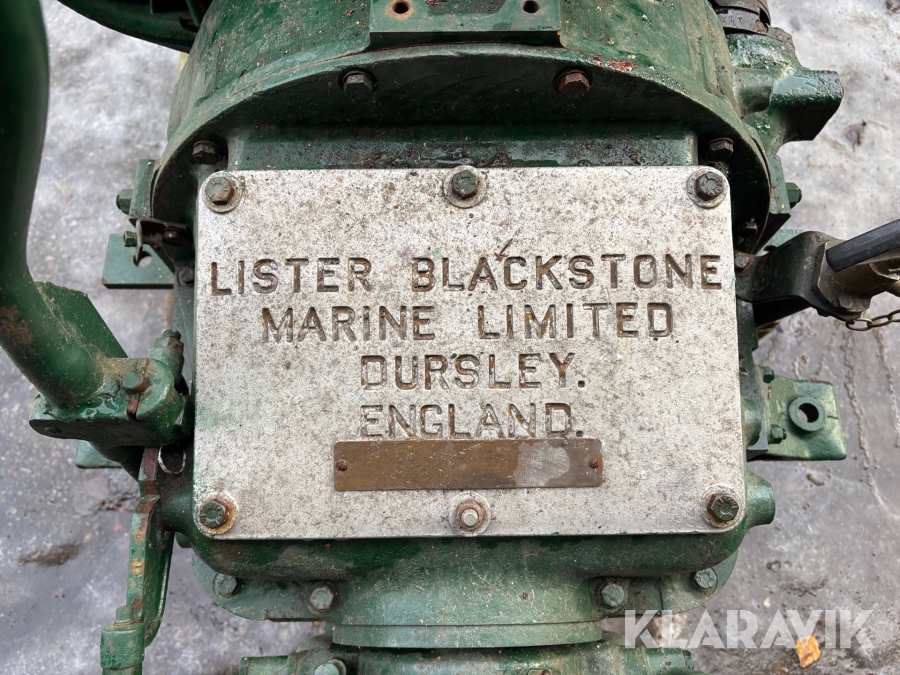 LISTER BLACKSTONE
MARINE LIMITED
DURSLEY.
ENGLAND.
KLARAVIK